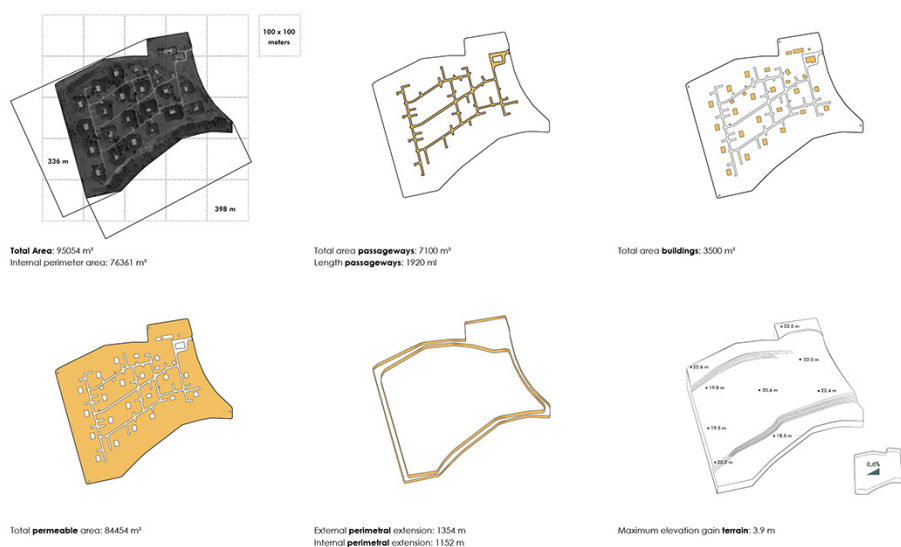 100 x 100
meters
336 m
398 m
Total Area: 95054 m²
Internal perimeter area: 76361 m²
Total area passageways: 7100 m²
Length passageways: 1920 ml
Total area buildings: 3500 m²
22.5 m
22.0 m
22.6 m
19.8 m
20.6 m
22.4 m
19.5 m
18.5 m
20.2 m
0,6%
Total permeable area: 84454 m²
External perimetral extension: 1354 m
Internal perimetral extension: 1152 m
Maximum elevation gain terrain: 3.9 m